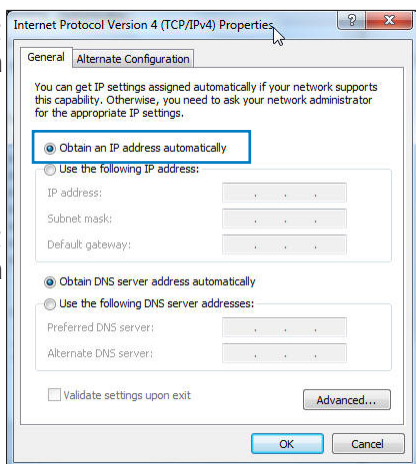 Internet Protocol Version 4 (TCP/IPv4) Properties
General
Alternate Configuration
You can get IP settings assigned automatically if your network supports
this capability. Otherwise, you need to ask your network administrator
for the appropriate IP settings.
Obtain an IP address automatically
Use the following IP address:
IP address:
Subnet mask:
Default gateway:
Obtain DNS server address automatically
Use the following DNS server addresses:
Preferred DNS server:
Alternate DNS server:
Validate settings upon exit
Advanced...
OK
Cancel